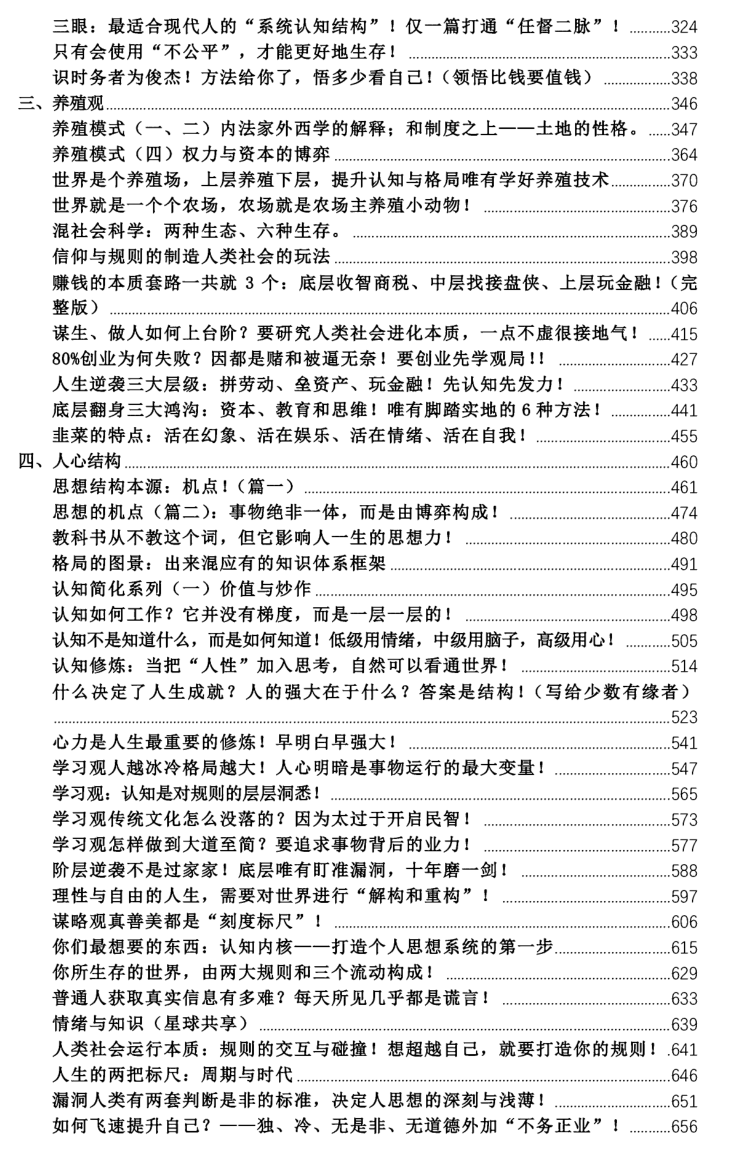 三眼：最适合现代人的“系统认知结构”！仅一篇打通“任督二脉”！...........324
只有会使用“不公平”，才能更好地生存！...........333
识时务者为俊杰！方法给你了，悟多少看自己！（领悟比钱要值钱）...........338
三、养殖观...........346
养殖模式（一、二）内法家外西学的解释；和制度之上——土地的性格。......347
养殖模式（四）权力与资本的博弈...........364
世界是个养殖场，上层养殖下层，提升认知与格局唯有学好养殖技术...........370
世界就是一个个农场，农场就是农场主养殖小动物！...........376
混社会科学：两种生态、六种生存。...........389
信仰与规则的制造人类社会的玩法...........398
赚钱的本质套路一共就 3 个：底层收智商税、中层找接盘侠、上层玩金融！（完
整版）...........406
谋生、做人如何上台阶？要研究人类社会进化本质，一点不虚很接地气！......415
80%创业为何失败？因都是赌和被逼无奈！要创业先学观局！！...........427
人生逆袭三大层级：拼劳动、垒资产、玩金融！先认知先发力！...........433
底层翻身三大鸿沟：资本、教育和思维！唯有脚踏实地的 6 种方法！...........441
韭菜的特点：活在幻象、活在娱乐、活在情绪、活在自我！...........455
四、人心结构...........460
思想结构本源：机点！（篇一）...........461
思想的机点（篇二）：事物绝非一体，而是由博弈构成！...........474
教科书从不教这个词，但它影响人一生的思想力！...........480
格局的图景：出来混应有的知识体系框架...........491
认知简化系列（一）价值与炒作...........495
认知如何工作？它并没有梯度，而是一层一层的！...........498
认知不是知道什么，而是如何知道！低级用情绪，中级用脑子，高级用心！...........505
认知修炼：当把“人性”加入思考，自然可以看通世界！...........514
什么决定了人生成就？人的强大在于什么？答案是结构！（写给少数有缘者）
...........523
心力是人生最重要的修炼！早明白早强大！...........541
学习观人越冰冷格局越大！人心明暗是事物运行的最大变量！...........547
学习观：认知是对规则的层层洞悉！...........565
学习观传统文化怎么没落的？因为太过于开启民智！...........573
学习观怎样做到大道至简？要追求事物背后的业力！...........577
阶层逆袭不是过家家！底层唯有盯准漏洞，十年磨一剑！...........588
理性与自由的人生，需要对世界进行“解构和重构”！...........597
谋略观真善美都是“刻度标尺”！...........606
你们最想要的东西：认知内核——打造个人思想系统的第一步...........615
你所生存的世界，由两大规则和三个流动构成！...........629
普通人获取真实信息有多难？每天所见几乎都是谎言！...........633
情绪与知识（星球共享）...........639
人类社会运行本质：规则的交互与碰撞！想超越自己，就要打造你的规则！.641
人生的两把标尺：周期与时代...........646
漏洞人类有两套判断是非的标准，决定人思想的深刻与浅薄！...........651
如何飞速提升自己？——独、冷、无是非、无道德外加“不务正业”！...........656